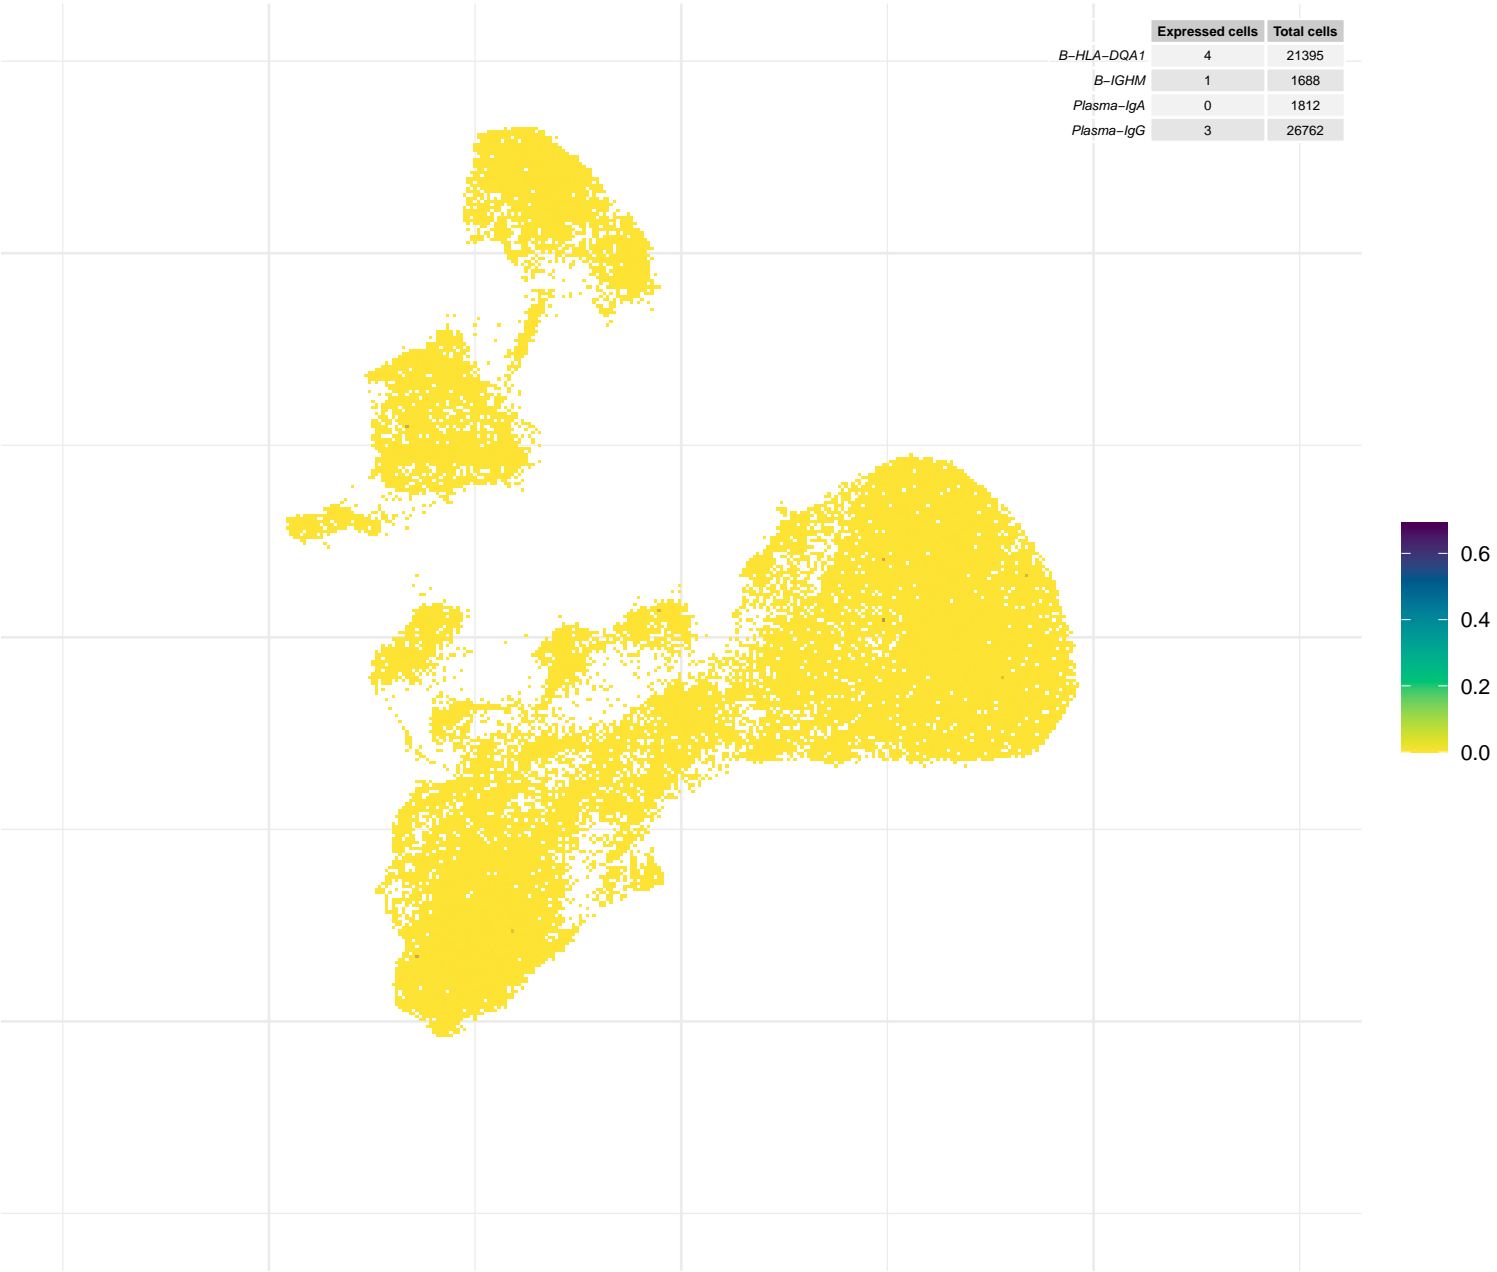 Expressed cells Total cells
B−HLA−DQA1 4 21395
B−IGHM 1 1688
Plasma−IgA 0 1812
Plasma−IgG 3 26762
0.6
0.4
0.2
0.0